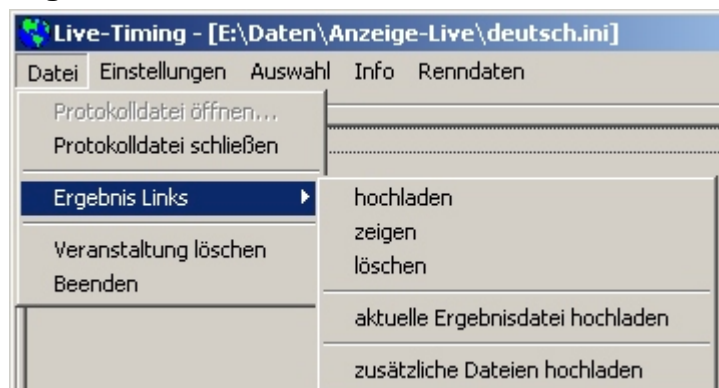 Live-Timing - [E:\Daten\Anzeige-Live\deutsch.ini]
Datei Einstellungen Auswahl Info Renndaten
Protokolldatei öffnen...
Protokolldatei schließen
Ergebnis Links
Veranstaltung löschen
Beenden
hochladen
zeigen
löschen
aktuelle Ergebnisdatei hochladen
zusätzliche Dateien hochladen